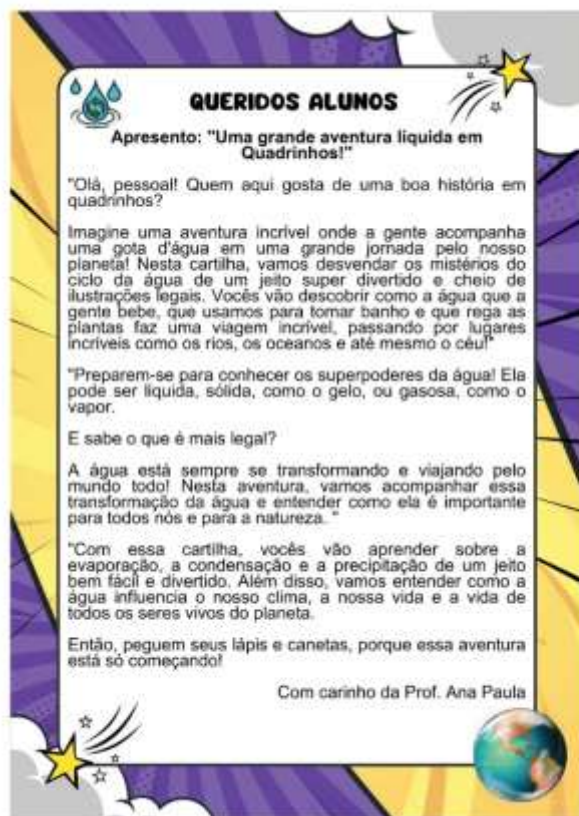 QUERIDOS ALUNOS
Apresento: "Uma grande aventura liquida em
Quadrinhos!"
"Olá, pessoal! Quem aqui gosta de uma boa história em
quadrinhos?
Imagine uma aventura incrível onde a gente acompanha
uma gota d'água em uma grande jornada pelo nosso
planeta! Nesta cartilha, vamos desvendar os mistérios do
ciclo da água de um jeito super divertido e cheio de
ilustrações legais. Vocês vão descobrir como a água que a
gente bebe, que usamos para tomar banho e que rega as
plantas faz uma viagem incrível, passando por lugares
incríveis como os rios, os oceanos e até mesmo o céu!"
"Preparem-se para conhecer os superpoderes da água! Ela
pode ser líquida, sólida, como o gelo, ou gasosa, como o
vapor.
E sabe o que é mais legal?
A água está sempre se transformando e viajando pelo
mundo todo! Nesta aventura, vamos acompanhar essa
transformação da água e entender como ela é importante
para todos nós e para a natureza. "
"Com essa cartilha, vocês vão aprender sobre a
evaporação, a condensação e a precipitação de um jeito
bem fácil e divertido. Além disso, vamos entender como a
água influencia o nosso clima, a nossa vida e a vida de
todos os seres vivos do planeta.
Então, peguem seus lápis e canetas, porque essa aventura
está só começando!
Com carinho da Prof. Ana Paula